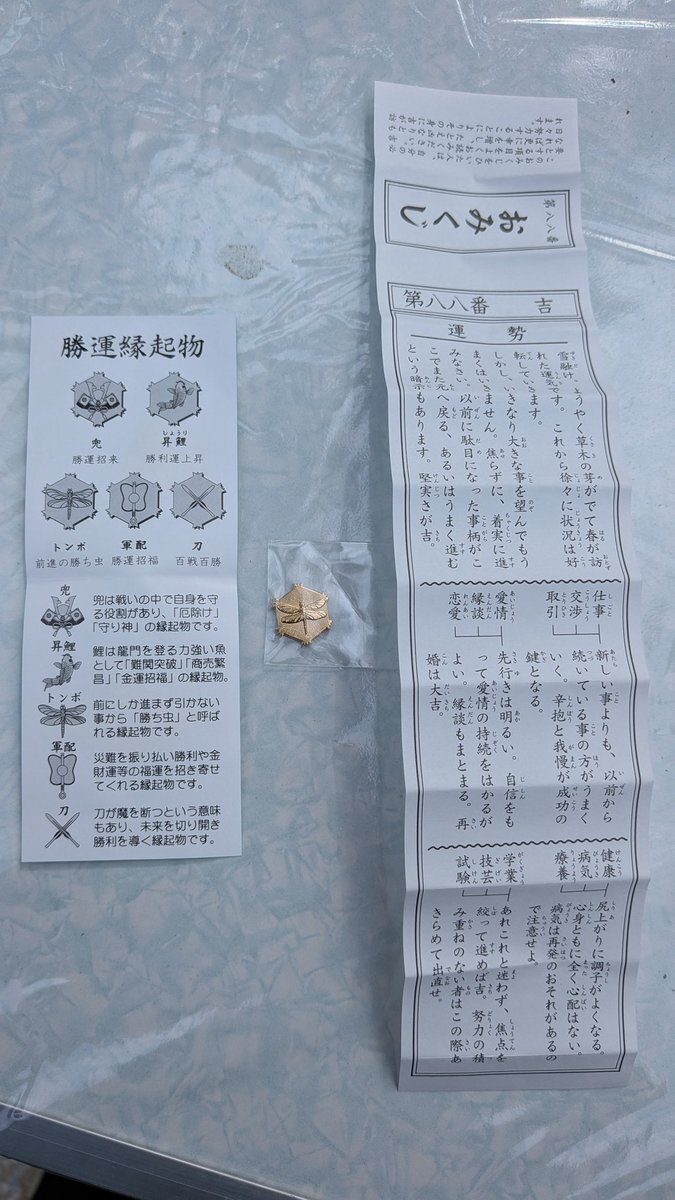 勝運縁起物
兜
勝運招来
昇鯉
しょうり
勝利運上昇
トンボ
前進の勝ち虫
軍配
勝運招福
刀
百戦百勝
兜
兜は戦いの中で自身を守
る役割があり、「厄除け」
「守り神」の縁起物です。
昇鯉
鯉は龍門を登る力強い魚
として「難関突破」「商売繁
昌」「金運招福」の縁起物。
トンボ
前にしか進まず引かない
事から「勝ち虫」と呼ば
れる縁起物です。
軍配
災難を振り払い勝利や金
財運等の福運を招き寄せ
てくれる縁起物です。
刀
刀が魔を断つという意味
もあり、未来を切り開き
勝利を導く縁起物です。
第八八番
おみくじ
第八八番 吉
運勢
雪融け、ようやく草木の芽がでて春が訪
れた運気です。これから徐々に状況は好
転していきます。
しかし、いきなり大きな事を望んでもう
まくはいきません。焦らずに、着実に進
みなさい。以前に駄目になった事柄がこ
こでまた元へ戻る、あるいはうまく進む
という暗示もあります。堅実さが吉。
仕事
交渉
取引
新しい事よりも、以前から
続いている事の方がうまく
いく。辛抱と我慢が成功の
鍵となる。
愛情
縁談
恋愛
先行きは明るい。自信をも
って愛情の持続をはかるが
よい。縁談もまとまる。再
婚は大吉。
健康
病気
療養
尻上がりに調子がよくなる。
心身ともに全く心配はない。
病気は再発のおそれがあるの
で注意せよ。
学業
技芸
試験
あれこれと迷わず、焦点を
絞って進めば吉。努力の積
み重ねのない者はこの際あ
きらめて出直せ。